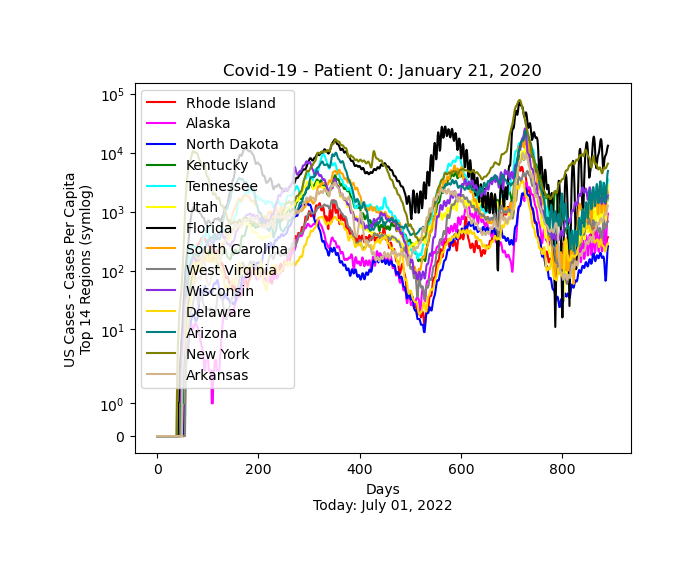 Covid-19 - Patient 0: January 21, 2020
US Cases - Cases Per Capita
Top 14 Regions (symlog)
10^5
10^4
10^3
10^2
10^1
10^0
0
Rhode Island
Alaska
North Dakota
Kentucky
Tennessee
Utah
Florida
South Carolina
West Virginia
Wisconsin
Delaware
Arizona
New York
Arkansas
0 200 400 600 800
Days
Today: July 01, 2022